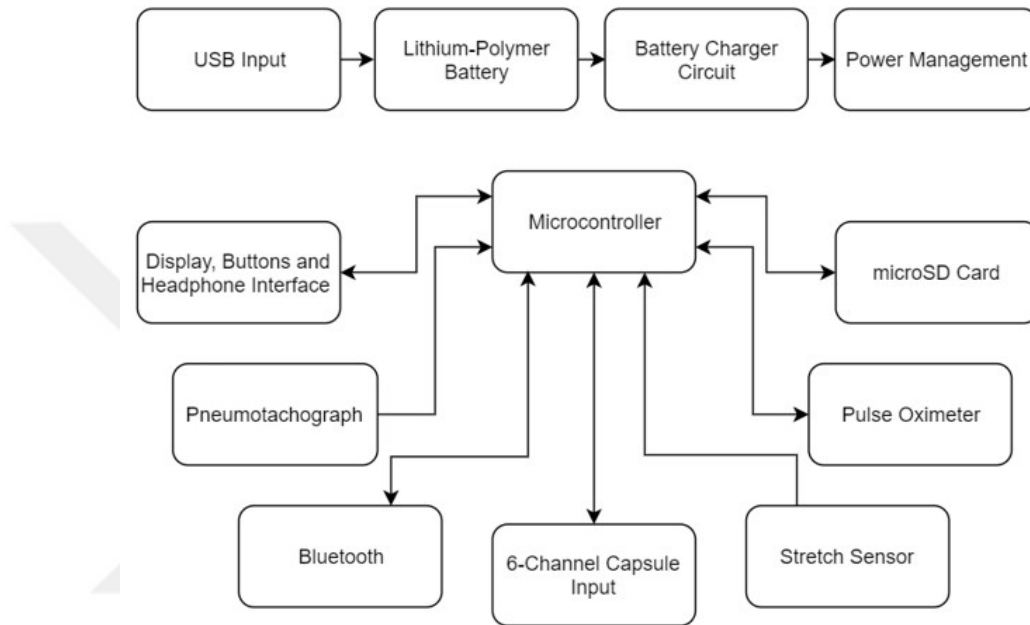 USB Input
Lithium-Polymer
Battery
Battery Charger
Circuit
Power Management
Microcontroller
Display, Buttons and
Headphone Interface
microSD Card
Pneumotachograph
Pulse Oximeter
Bluetooth
6-Channel Capsule
Input
Stretch Sensor